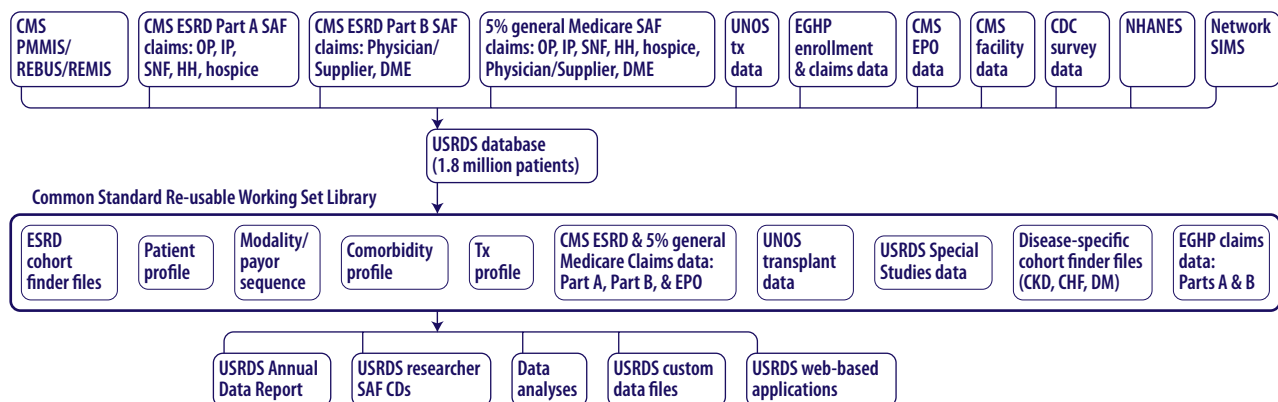 CMS
PMMIS/
REBUS/REMIS
CMS ESRD Part A SAF
claims: OP, IP,
SNF, HH, hospice
CMS ESRD Part B SAF
claims: Physician/
Supplier, DME
5% general Medicare SAF
claims: OP, IP, SNF, HH, hospice,
Physician/Supplier, DME
UNOS
tx
data
EGHP
enrollment
& claims data
CMS
EPO
data
CMS
facility
data
CDC
survey
data
NHANES
Network
SIMS
USRDS database
(1.8 million patients)
Common Standard Re-usable Working Set Library
ESRD
cohort
finder files
Patient
profile
Modality/
payor
sequence
Comorbidity
profile
Tx
profile
CMS ESRD & 5% general
Medicare Claims data:
Part A, Part B, & EPO
UNOS
transplant
data
USRDS Special
Studies data
Disease-specific
cohort finder files
(CKD, CHF, DM)
EGHP claims
data:
Parts A & B
USRDS Annual
Data Report
USRDS researcher
SAF CDs
Data
analyses
USRDS custom
data files
USRDS web-based
applications